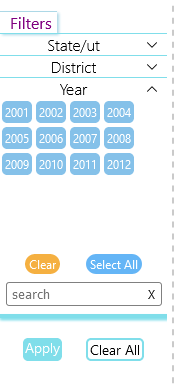 Filters
State/ut
District
Year
2001 2002 2003 2004
2005 2006 2007 2008
2009 2010 2011 2012
Clear Select All
search X
Apply Clear All